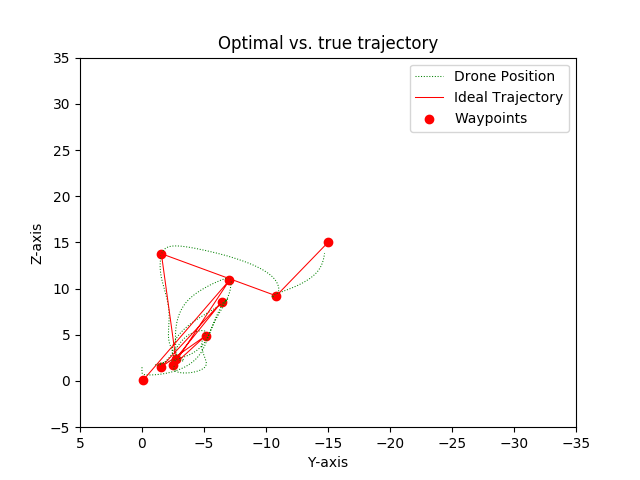 Optimal vs. true trajectory
Drone Position
Ideal Trajectory
Waypoints
Z-axis
35
30
25
20
15
10
5
0
−5
5 0 −5 −10 −15 −20 −25 −30 −35
Y-axis